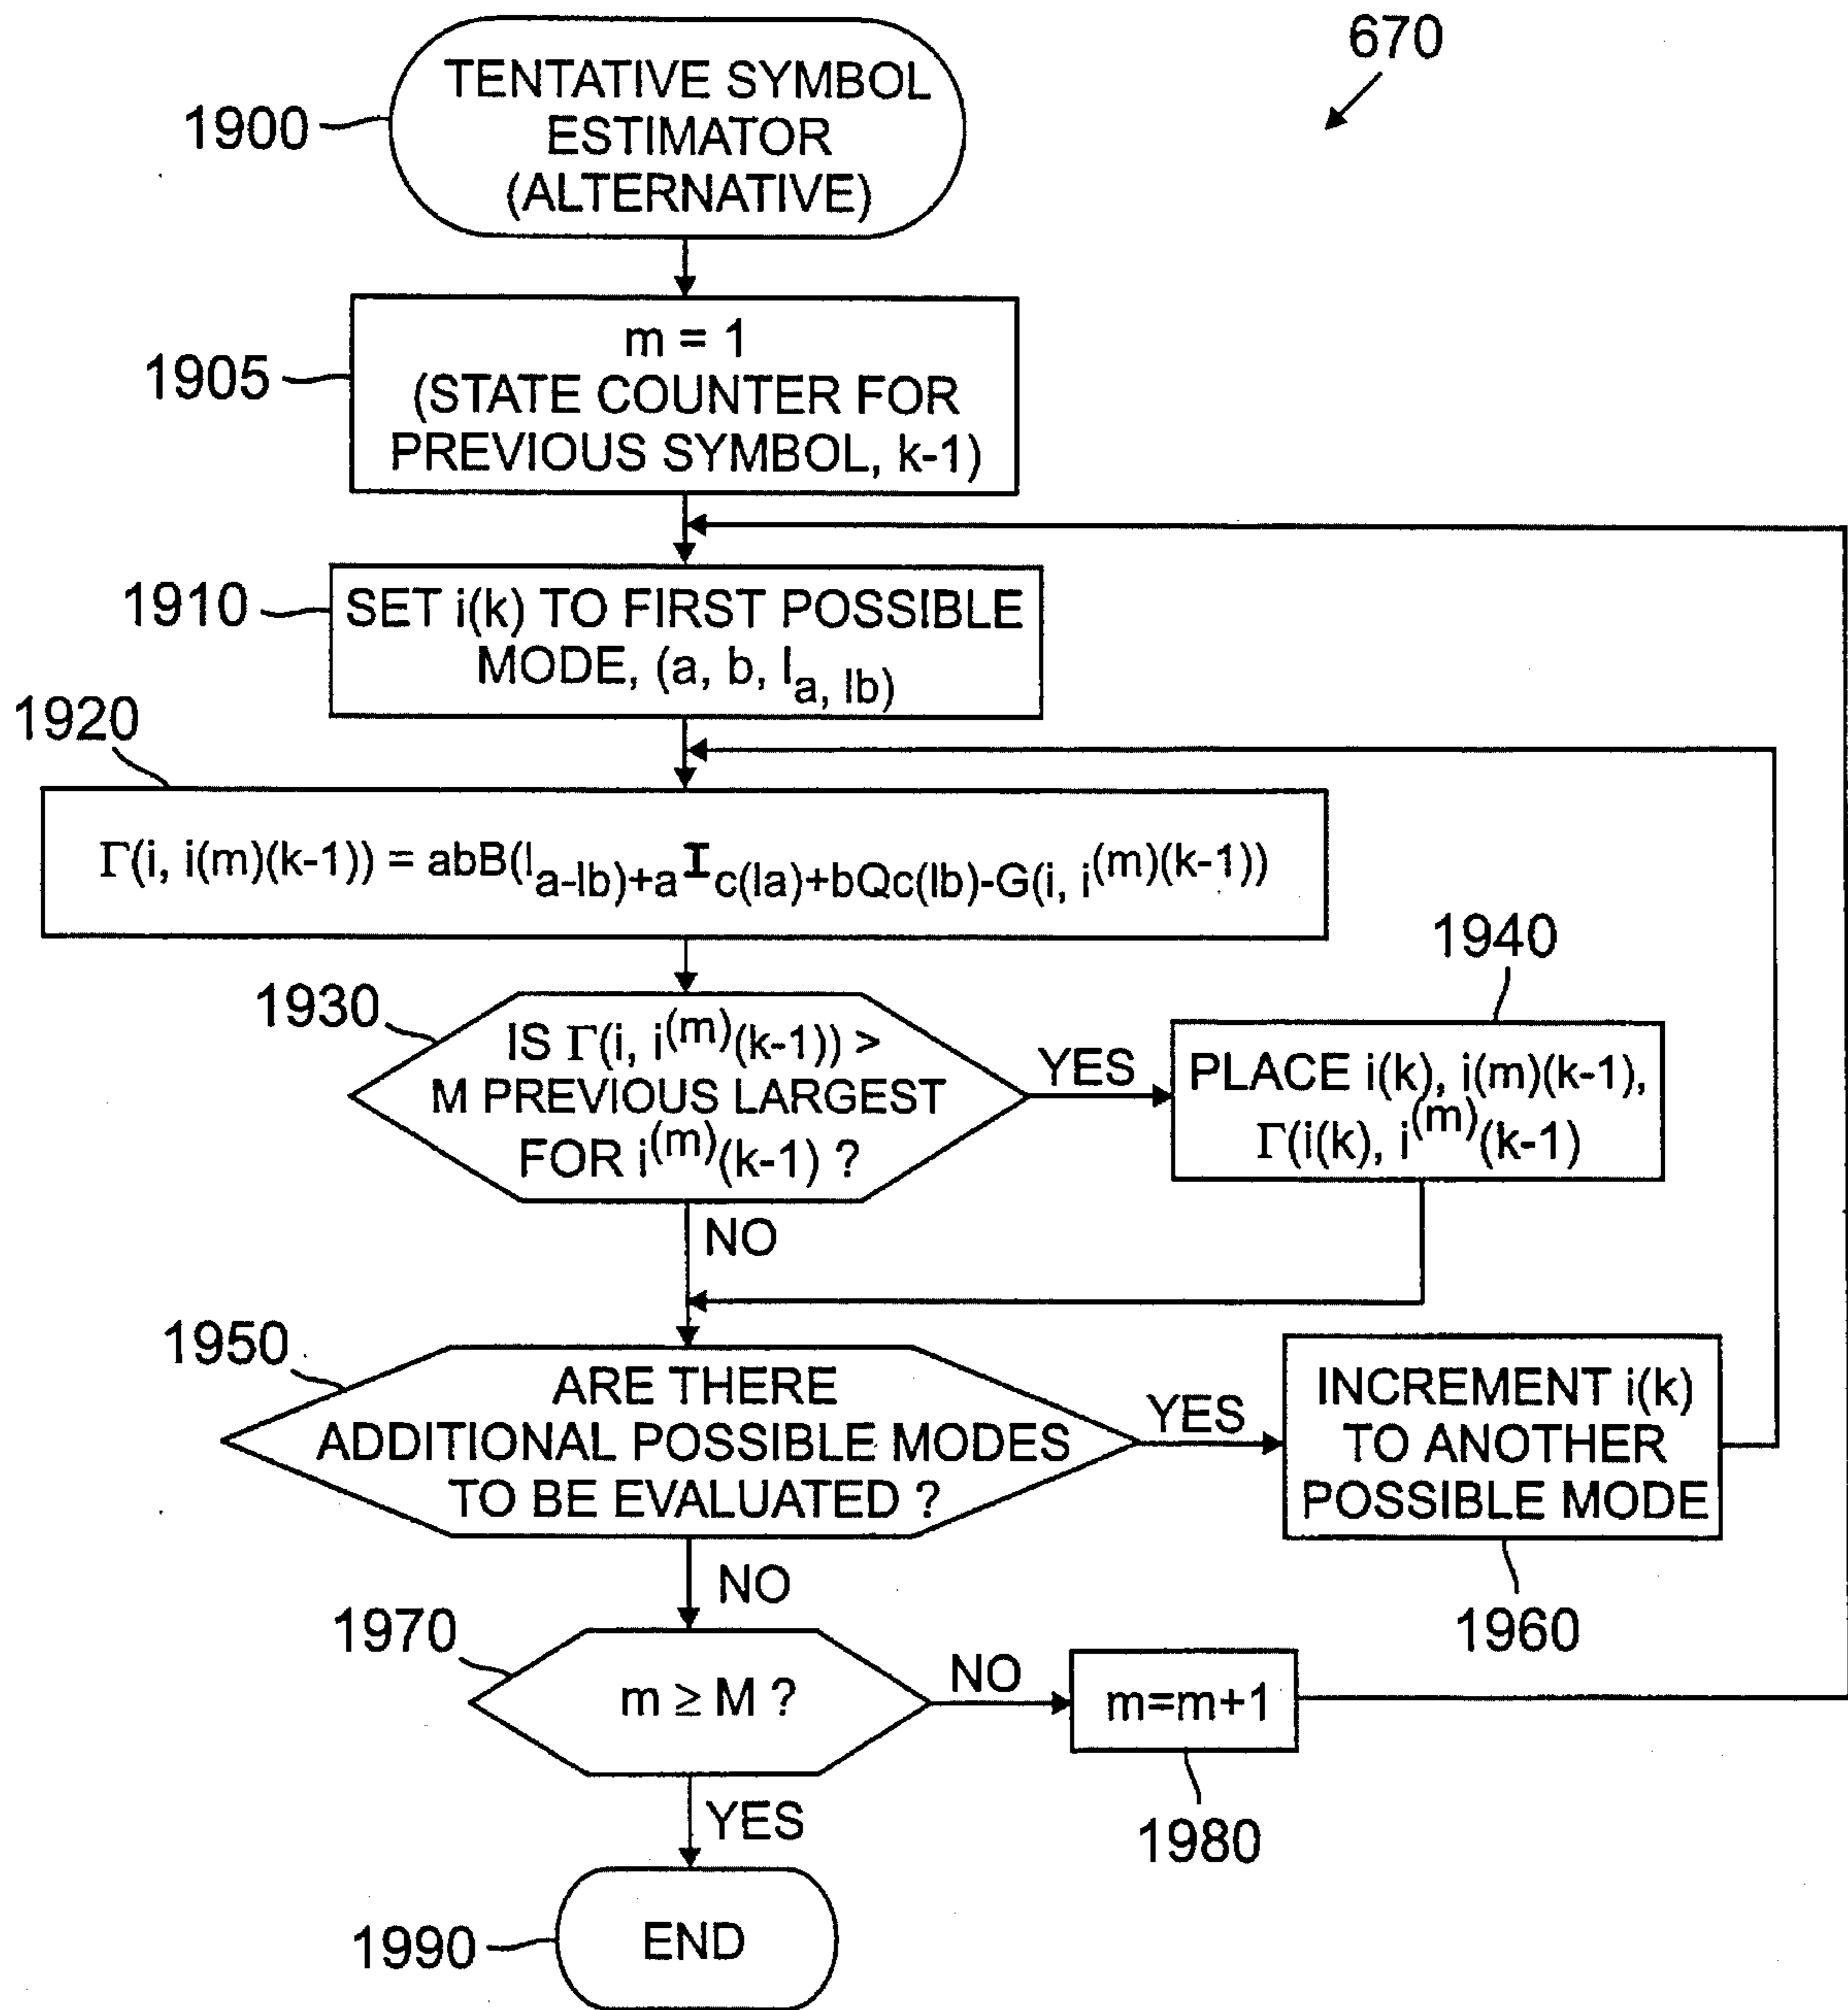 670
1900
TENTATIVE SYMBOL
ESTIMATOR
(ALTERNATIVE)
1905
m = 1
(STATE COUNTER FOR
PREVIOUS SYMBOL, k-1)
1910
SET i(k) TO FIRST POSSIBLE
MODE, (a, b, l_{a, lb})
1920
Γ(i, i(m)(k-1)) = abB(l_{a-lb)+a}I_{c(la)+bQc(lb)-G(i, i}^{(m)}_{(k-1))}
1930
IS Γ(i, i^{(m)}(k-1)) >
M PREVIOUS LARGEST
FOR i^{(m)}(k-1) ?
YES
NO
1940
PLACE i(k), i(m)(k-1),
Γ(i(k), i^{(m)}(k-1)
1950
ARE THERE
ADDITIONAL POSSIBLE MODES
TO BE EVALUATED ?
YES
NO
INCREMENT i(k)
TO ANOTHER
POSSIBLE MODE
1960
1970
m ≥ M ?
NO
YES
m=m+1
1980
1990
END